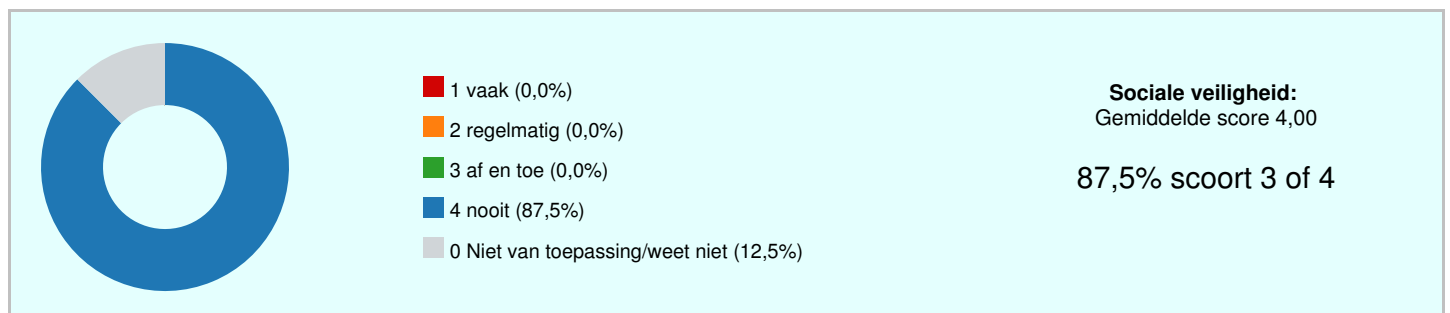 1 vaak (0,0%)
2 regelmatig (0,0%)
3 af en toe (0,0%)
4 nooit (87,5%)
0 Niet van toepassing/weet niet (12,5%)
Sociale veiligheid:
Gemiddelde score 4,00
87,5% scoort 3 of 4